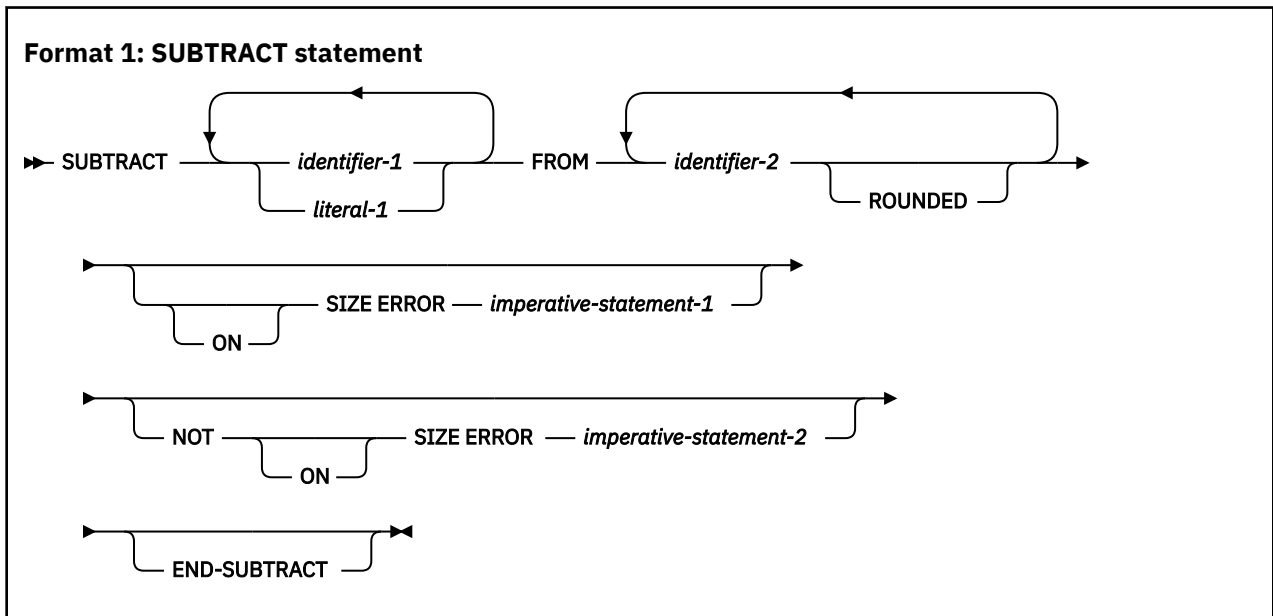 Format 1: SUBTRACT statement
SUBTRACT identifier-1 FROM identifier-2
literal-1 ROUNDED
SIZE ERROR imperative-statement-1
ON
NOT SIZE ERROR imperative-statement-2
ON
END-SUBTRACT